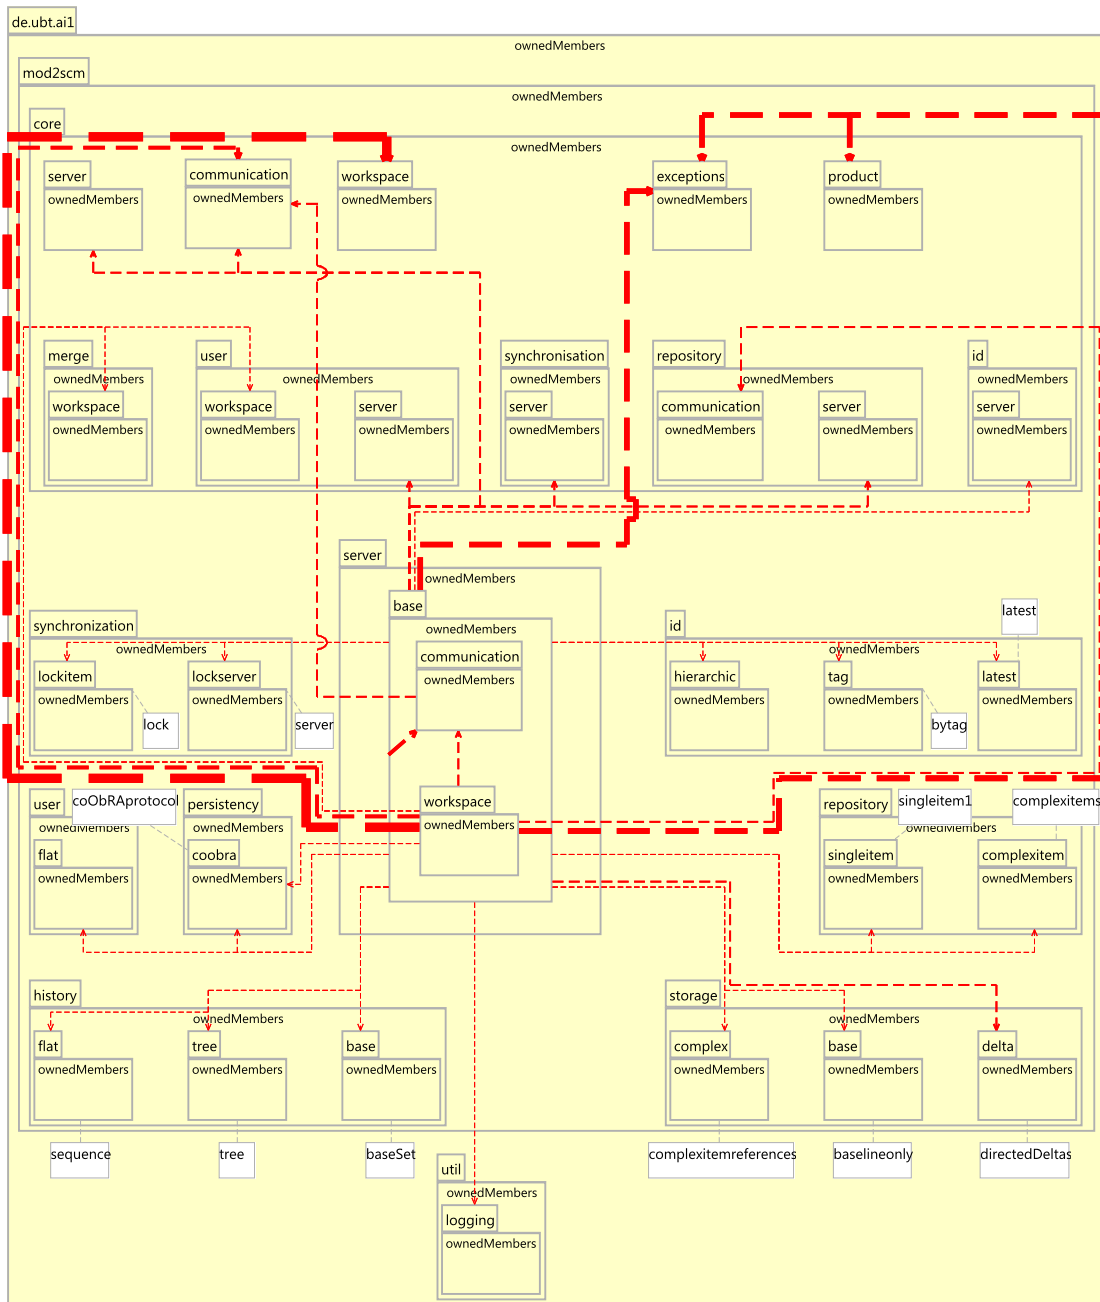 de.ubt.ai1
ownedMembers
mod2scm
ownedMembers
core
ownedMembers
server
communication
workspace
exceptions
product
ownedMembers
ownedMembers
ownedMembers
ownedMembers
ownedMembers
merge
user
synchronisation
repository
id
ownedMembers
ownedMembers
ownedMembers
ownedMembers
ownedMembers
workspace
workspace
server
server
communication
server
server
ownedMembers
ownedMembers
ownedMembers
ownedMembers
ownedMembers
ownedMembers
ownedMembers
server
ownedMembers
base
ownedMembers
latest
synchronization
id
ownedMembers
ownedMembers
communication
lockitem
lockserver
hierarchic
tag
latest
ownedMembers
ownedMembers
ownedMembers
ownedMembers
ownedMembers
ownedMembers
lock
server
bytag
workspace
ownedMembers
user
coObRAprotocol
persistency
repository
singleitem1
complexitems
ownedMembers
ownedMembers
ownedMembers
flat
coobra
singleitem
complexitem
ownedMembers
ownedMembers
ownedMembers
ownedMembers
history
storage
ownedMembers
ownedMembers
flat
tree
base
complex
base
delta
ownedMembers
ownedMembers
ownedMembers
ownedMembers
ownedMembers
ownedMembers
sequence
tree
baseSet
complexitemreferences
baselineonly
directedDeltas
util
ownedMembers
logging
ownedMembers